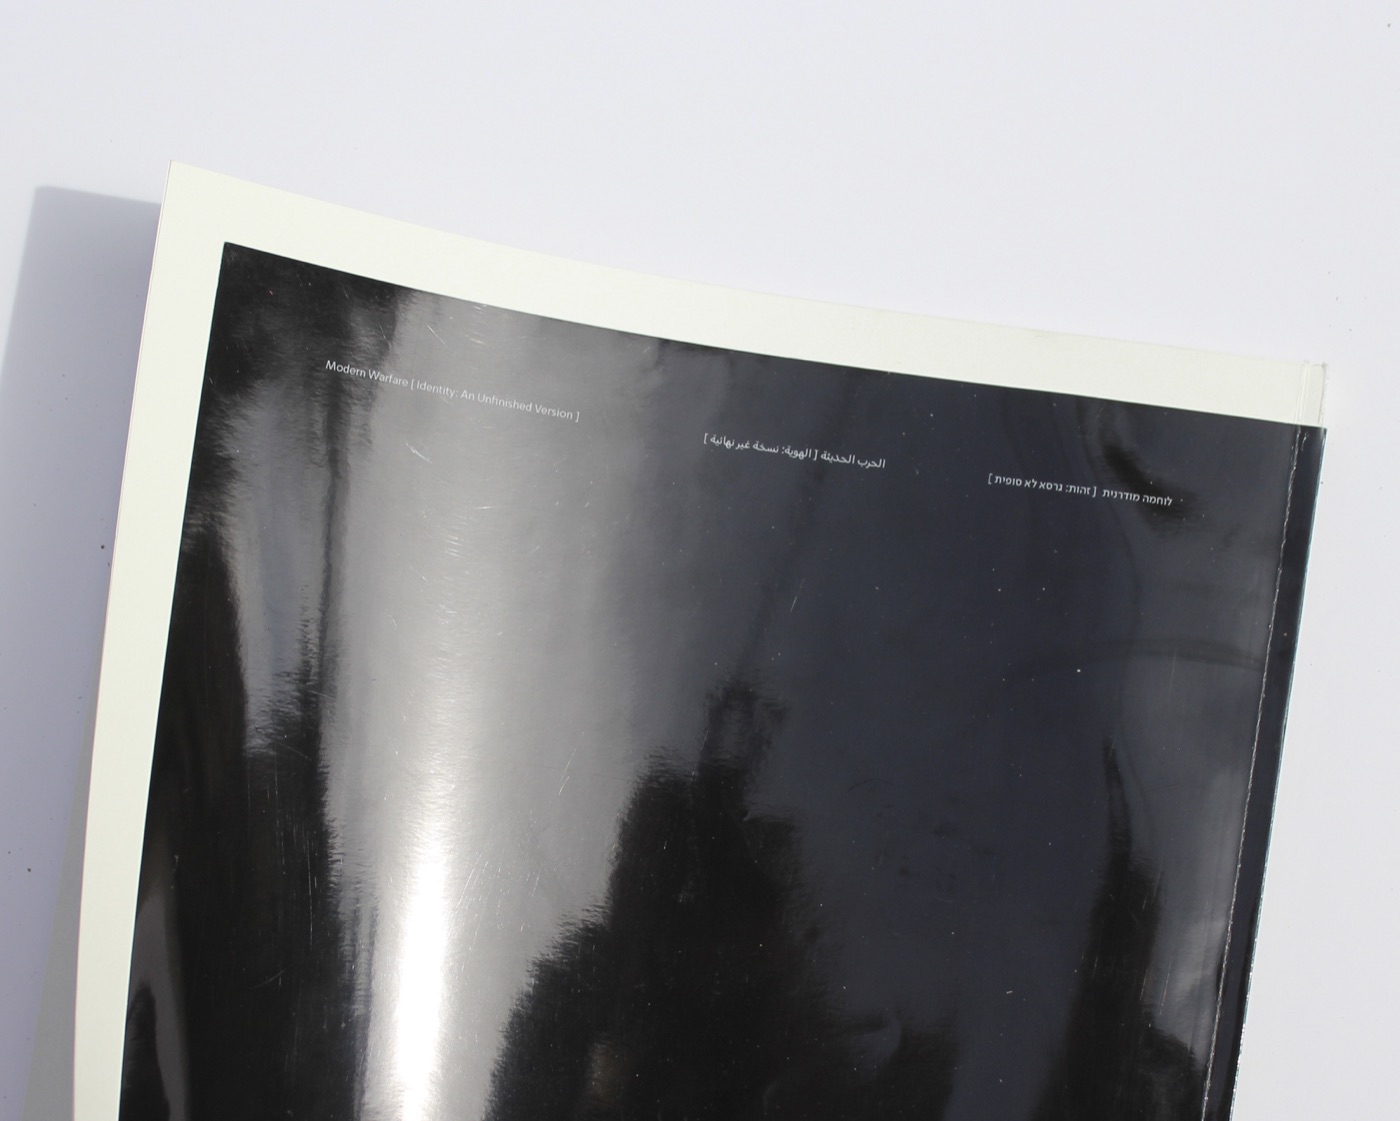 Modern Warfare [ Identity: An Unfinished Version ]
الحرب الحديثة [ الهوية: نسخة غير نهائية ]
לוחמה מודרנית [ זהות: גרסא לא סופית ]